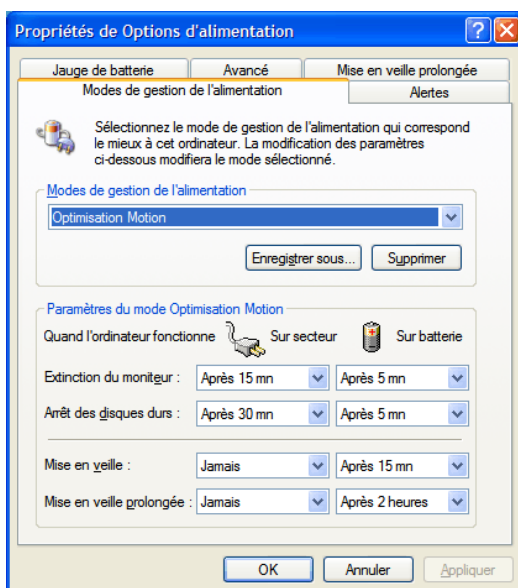 Propriétés de Options d'alimentation
Jauge de batterie Avancé Mise en veille prolongée
Modes de gestion de l'alimentation Alertes
Sélectionnez le mode de gestion de l'alimentation qui correspond
le mieux à cet ordinateur. La modification des paramètres
ci-dessous modifiera le mode sélectionné.
Modes de gestion de l'alimentation
Optimisation Motion
Enregistrer sous... Supprimer
Paramètres du mode Optimisation Motion
Quand l'ordinateur fonctionne Sur secteur Sur batterie
Extinction du moniteur : Après 15 mn Après 5 mn
Arrêt des disques durs : Après 30 mn Après 5 mn
Mise en veille : Jamais Après 15 mn
Mise en veille prolongée : Jamais Après 2 heures
OK Annuler Appliquer